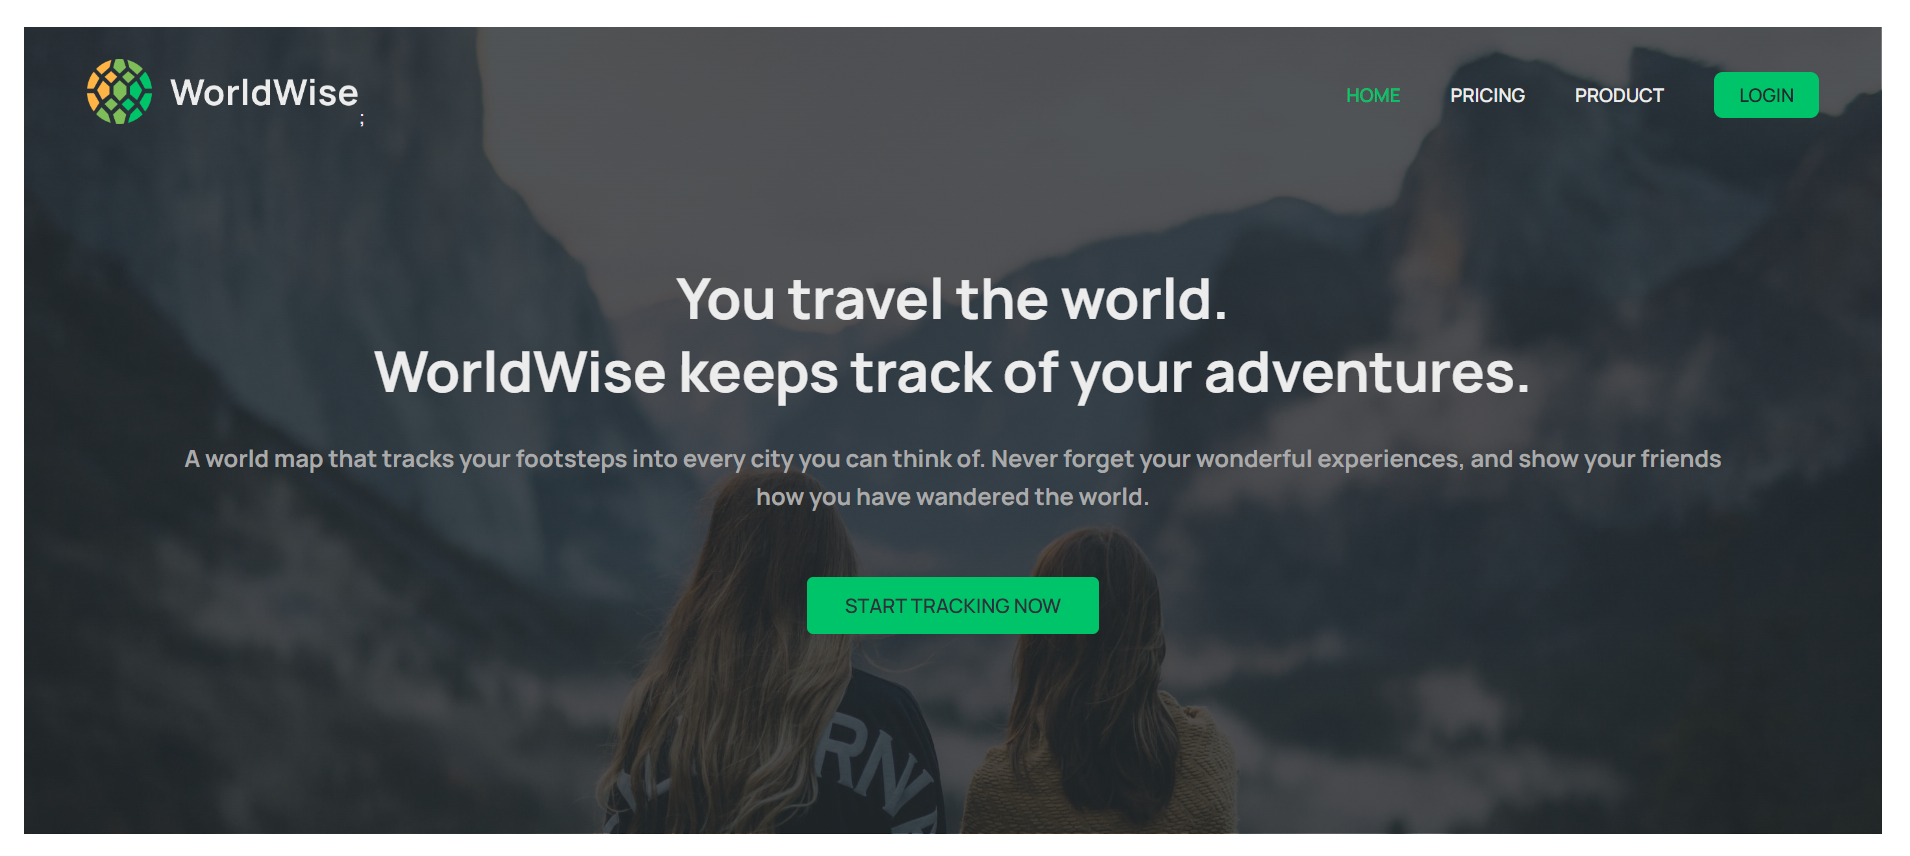 WorldWise
;
HOME PRICING PRODUCT LOGIN
You travel the world.
WorldWise keeps track of your adventures.
A world map that tracks your footsteps into every city you can think of. Never forget your wonderful experiences, and show your friends
how you have wandered the world.
START TRACKING NOW